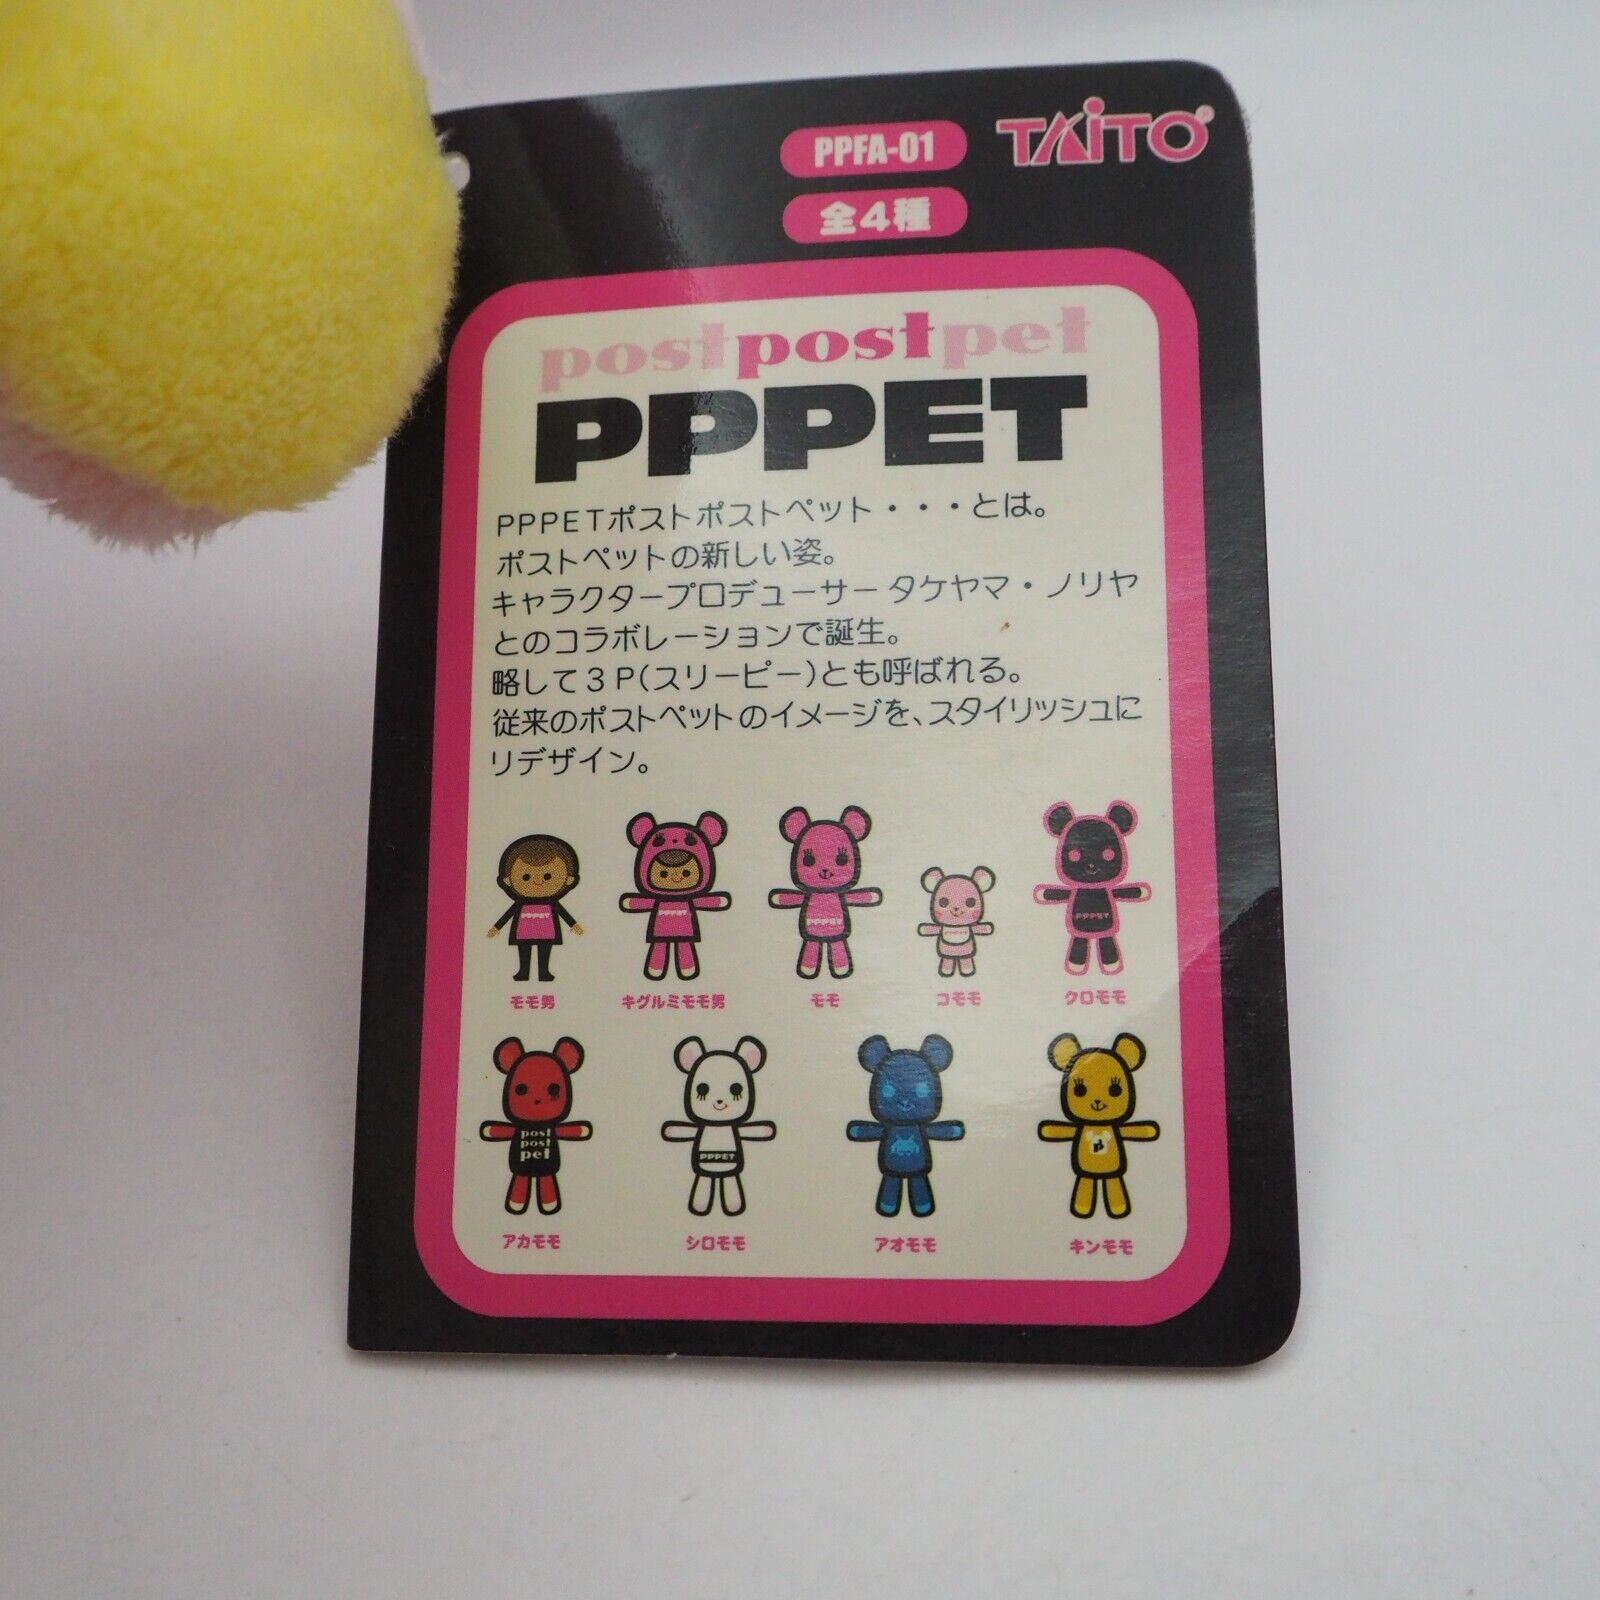 PPFA-01
TAiTO
全4種
postpostpet
PPPET
PPPETポストポストペット・・・とは。
ポストペットの新しい姿。
キャラクタープロデューサー タケヤマ・ノリヤ
とのコラボレーションで誕生。
略して3P(スリーピー)とも呼ばれる。
従来のポストペットのイメージを、スタイリッシュに
リデザイン。
PPPET
PPPET
PPPET
PPPET
PPPET
モモ男
キグルミモモ男
モモ
コモモ
クロモモ
post
post
pet
PPPET
アカモモ
シロモモ
アオモモ
キンモモ